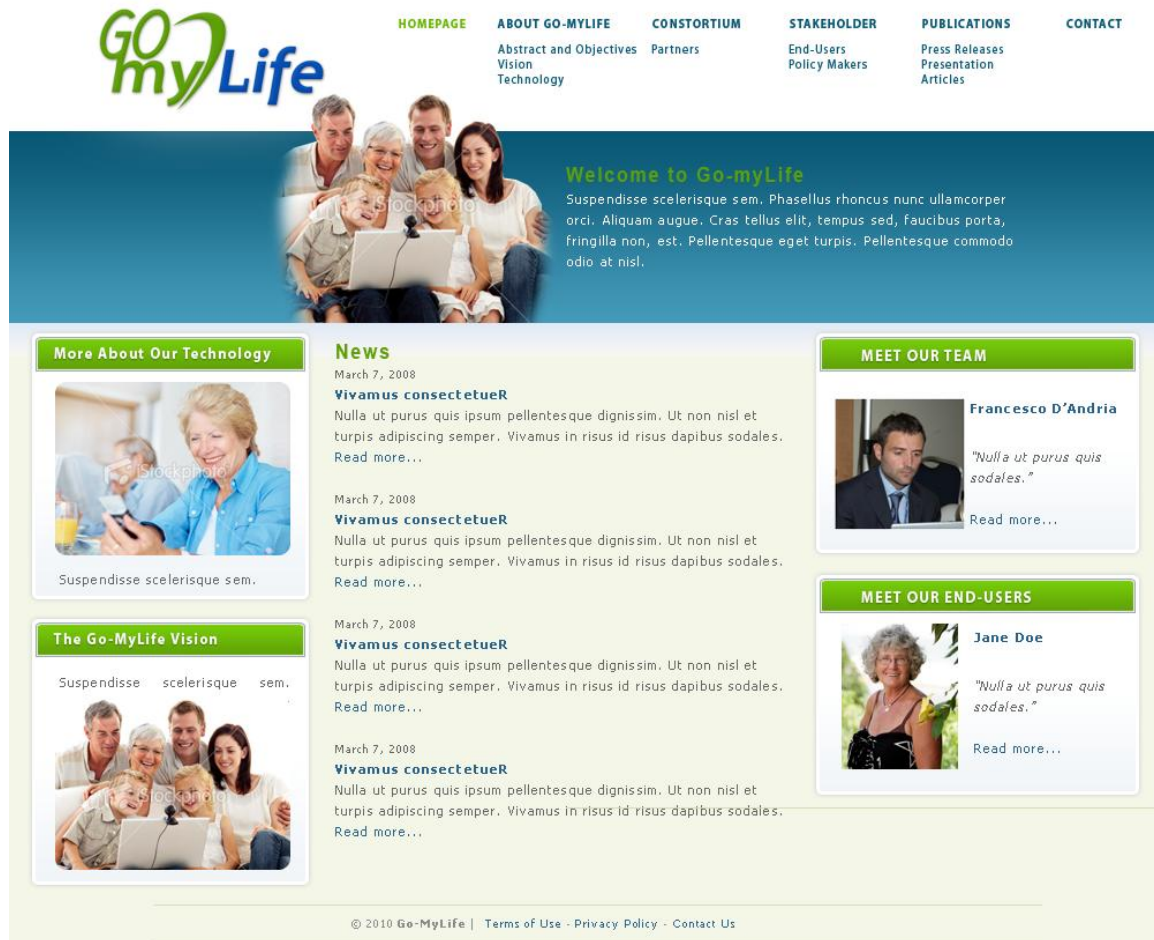 GO
my Life
HOMEPAGE
ABOUT GO-MYLIFE
Abstract and Objectives
Vision
Technology
CONSTORTIUM
Partners
STAKEHOLDER
End-Users
Policy Makers
PUBLICATIONS
Press Releases
Presentation
Articles
CONTACT
iStockphoto
Welcome to Go-myLife
Suspendisse scelerisque sem. Phasellus rhoncus nunc ullamcorper
orci. Aliquam augue. Cras tellus elit, tempus sed, faucibus porta,
fringilla non, est. Pellentesque eget turpis. Pellentesque commodo
odio at nisl.
More About Our Technology
iStockphoto
Suspendisse scelerisque sem.
The Go-MyLife Vision
Suspendisse scelerisque sem.
.
iStockphoto
News
March 7, 2008
Vivamus consectetueR
Nulla ut purus quis ipsum pellentesque dignissim. Ut non nisl et
turpis adipiscing semper. Vivamus in risus id risus dapibus sodales.
Read more...
March 7, 2008
Vivamus consectetueR
Nulla ut purus quis ipsum pellentesque dignissim. Ut non nisl et
turpis adipiscing semper. Vivamus in risus id risus dapibus sodales.
Read more...
March 7, 2008
Vivamus consectetueR
Nulla ut purus quis ipsum pellentesque dignissim. Ut non nisl et
turpis adipiscing semper. Vivamus in risus id risus dapibus sodales.
Read more...
March 7, 2008
Vivamus consectetueR
Nulla ut purus quis ipsum pellentesque dignissim. Ut non nisl et
turpis adipiscing semper. Vivamus in risus id risus dapibus sodales.
Read more...
MEET OUR TEAM
Francesco D’Andria
"Nulla ut purus quis
sodales.”
Read more...
MEET OUR END-USERS
Jane Doe
"Nulla ut purus quis
sodales.”
Read more...
© 2010 Go-MyLife | Terms of Use - Privacy Policy - Contact Us